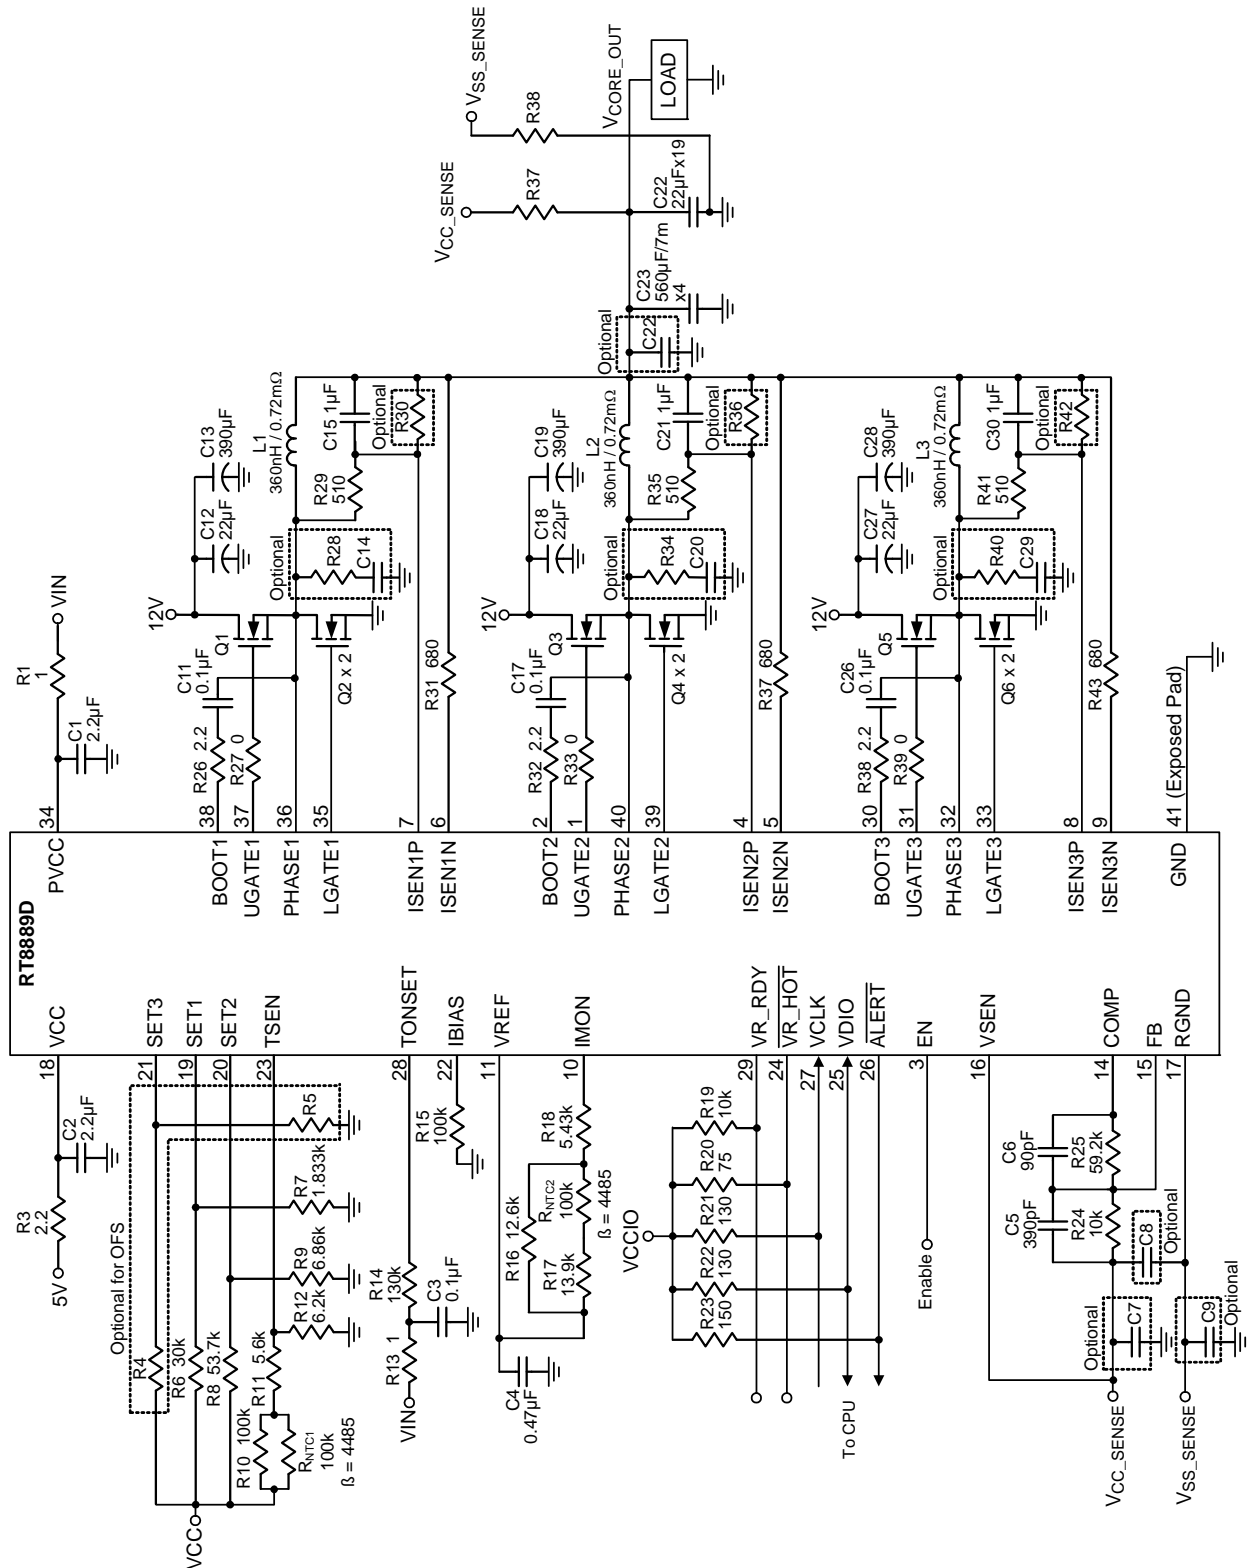 RT8889D
VCC
18
R3
2.2
5V
C2
2.2µF
SET3
21
SET1
19
SET2
20
TSEN
23
Optional for OFS
R4
R5
R6 30k
R7
1.833k
R8 53.7k
R9
6.86k
R11 5.6k
R12
6.2k
R10 100k
RNTC1
100k
ß = 4485
VCC
TONSET
28
R14
130k
R13 1
VIN
C3
0.1µF
IBIAS
22
R15
100k
VREF
11
C4
0.47µF
IMON
10
R18
5.43k
R16 12.6k
RNTC2
100k
ß = 4485
R17
13.9k
VR_RDY
29
VR_HOT
24
VCLK
27
VDIO
25
ALERT
26
VCCIO
R19
10k
R20
75
R21
130
R22
130
R23
150
To CPU
EN
3
Enable
VSEN
16
COMP
14
FB
15
RGND
17
C6
90pF
R25
59.2k
C5
390pF
R24
10k
C8
Optional
Optional
C7
C9
Optional
VCC_SENSE
VSS_SENSE
PVCC
34
R1
1
VIN
C1
2.2µF
BOOT1
38
UGATE1
37
PHASE1
36
LGATE1
35
ISEN1P
7
ISEN1N
6
R26 2.2
R27 0
C11
0.1µF
12V
Q1
Q2 x 2
C12
22µF
C13
390µF
Optional
R28
C14
L1
360nH / 0.72mΩ
R29
510
C15 1µF
Optional
R30
R31 680
BOOT2
2
UGATE2
1
PHASE2
40
LGATE2
39
ISEN2P
4
ISEN2N
5
R32 2.2
R33 0
C17
0.1µF
12V
Q3
Q4 x 2
C18
22µF
C19
390µF
Optional
R34
C20
L2
360nH / 0.72mΩ
R35
510
C21 1µF
Optional
R36
R37 680
BOOT3
30
UGATE3
31
PHASE3
32
LGATE3
33
ISEN3P
8
ISEN3N
9
R38 2.2
R39 0
C26
0.1µF
12V
Q5
Q6 x 2
C27
22µF
C28
390µF
Optional
R40
C29
L3
360nH / 0.72mΩ
R41
510
C30 1µF
Optional
R42
R43 680
GND
41 (Exposed Pad)
Optional
C22
C23
560µF/7m
x4
C22
22µFx19
VCC_SENSE
R37
VSS_SENSE
R38
VCORE_OUT
LOAD